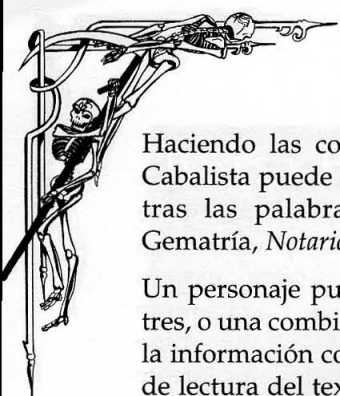 Haciendo las co
Cabalista puede
tras las palabra
Gematría, Notari
Un personaje pu
tres, o una combi
la información co
de lectura del tex